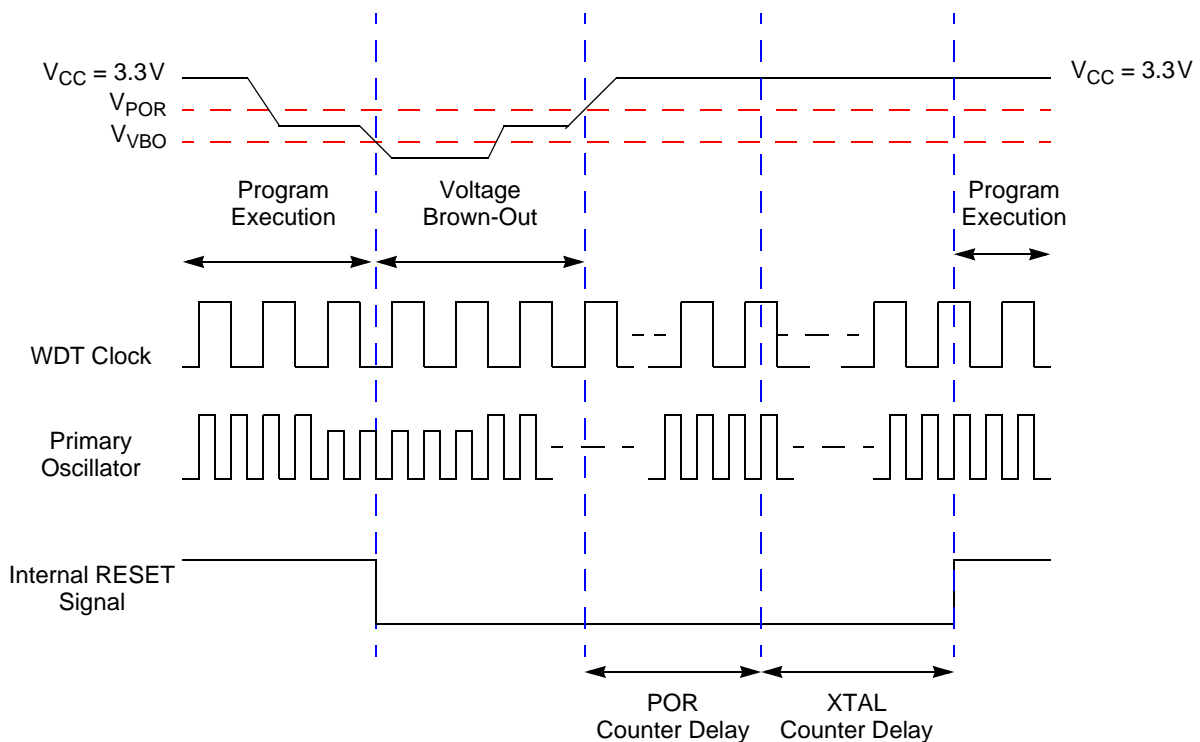 VCC = 3.3V
VCC = 3.3V
VPOR
VVBO
Program
Execution
Voltage
Brown-Out
Program
Execution
WDT Clock
Primary
Oscillator
Internal RESET
Signal
POR
Counter Delay
XTAL
Counter Delay